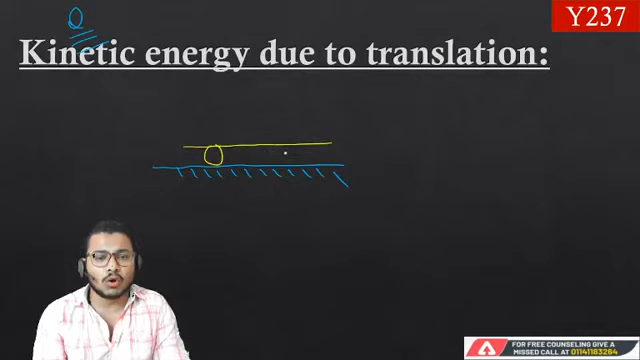 Y237
Q
Kinetic energy due to translation:
FOR FREE COUNSELING GIVE A
MISSED CALL AT 01141183264